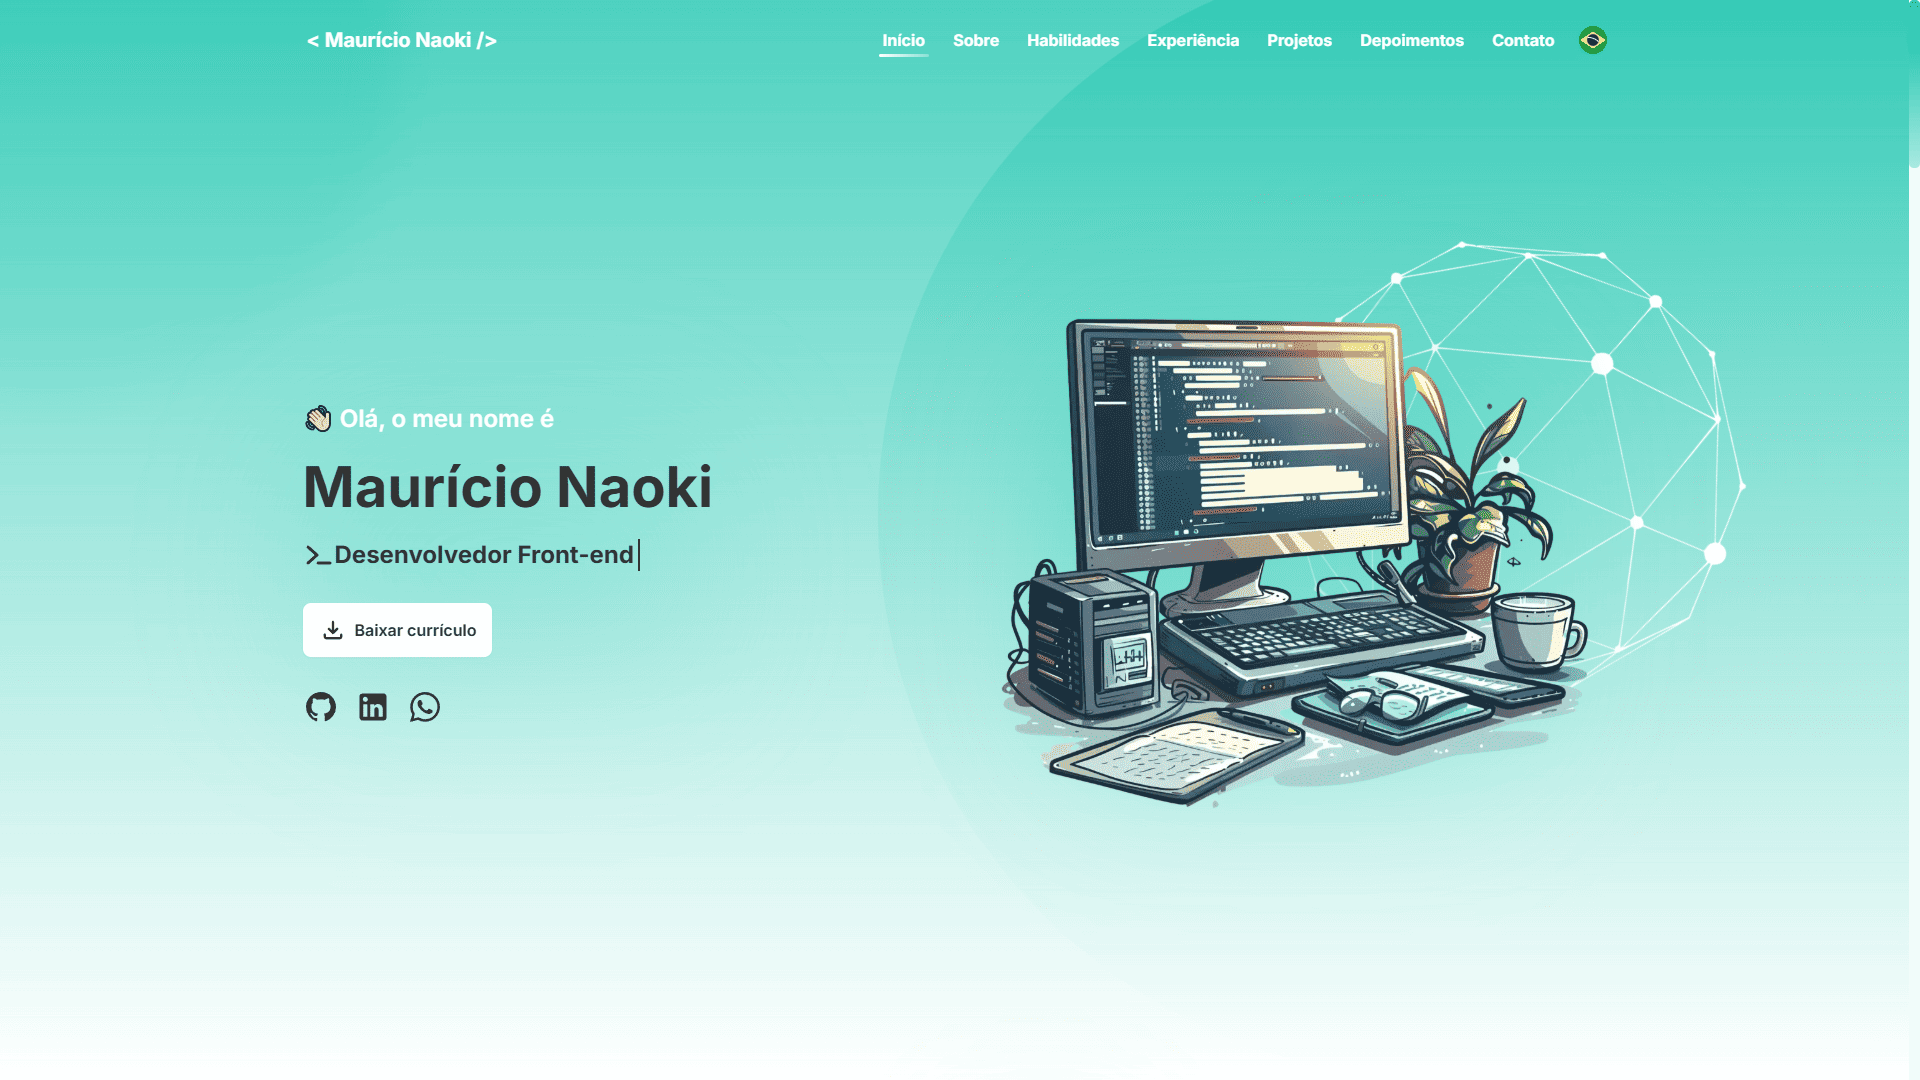 < Maurício Naoki />
Início Sobre Habilidades Experiência Projetos Depoimentos Contato
Olá, o meu nome é
Maurício Naoki
>_Desenvolvedor Front-end|
Baixar currículo